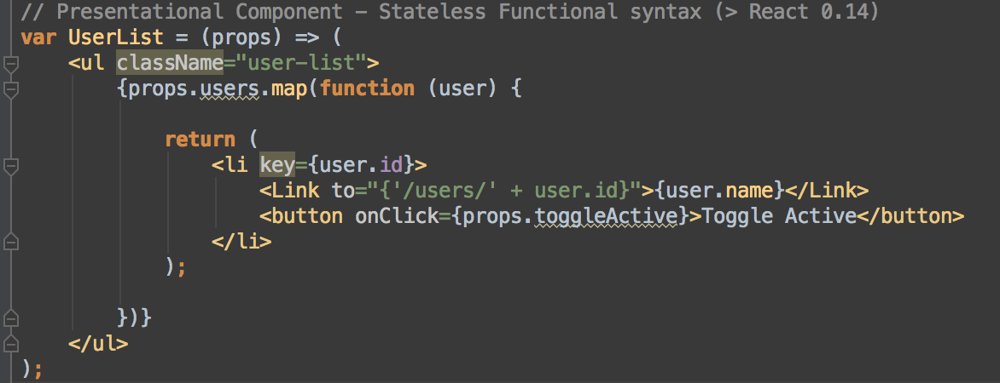 // Presentational Component - Stateless Functional syntax (> React 0.14)
var UserList = (props) => (
    <ul className="user-list">
        {props.users.map(function (user) {
            return (
                <li key={user.id}>
                    <Link to="{'/users/' + user.id}">{user.name}</Link>
                    <button onClick={props.toggleActive}>Toggle Active</button>
                </li>
            );
        })}
    </ul>
);